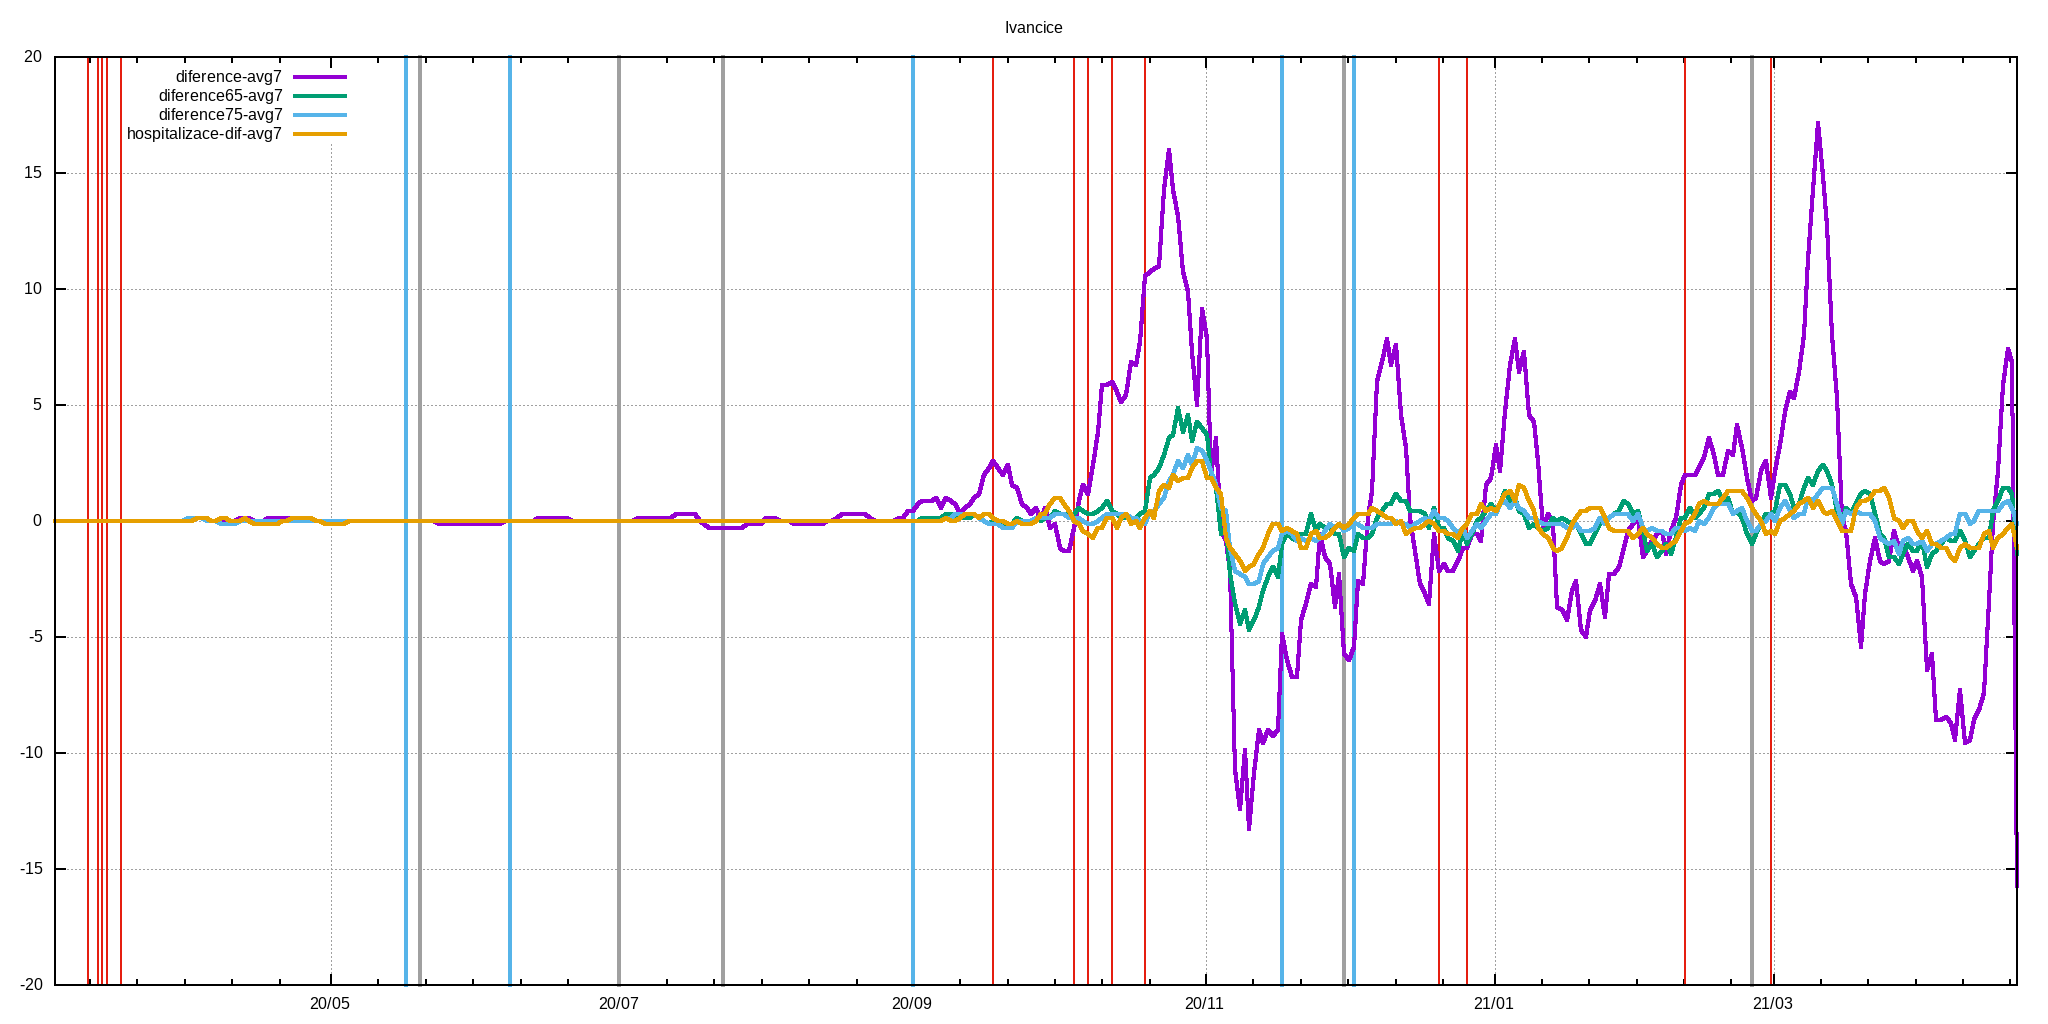 Ivancice
20
diference-avg7
diference65-avg7
diference75-avg7
hospitalizace-dif-avg7
15
10
5
0
-5
-10
-15
-20
20/05 20/07 20/09 20/11 21/01 21/03